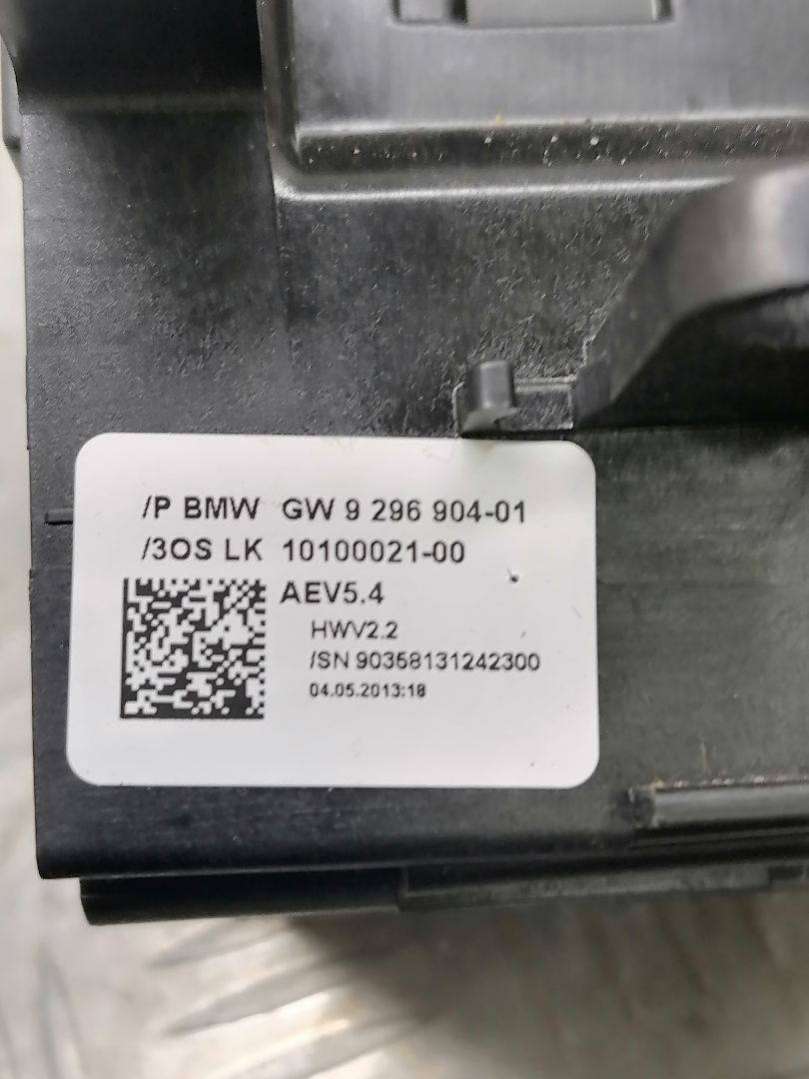 /P BMW GW 9 296 904-01
/3OS LK 10100021-00
AEV5.4
HWV2.2
/SN 90358131242300
04.05.2013:18